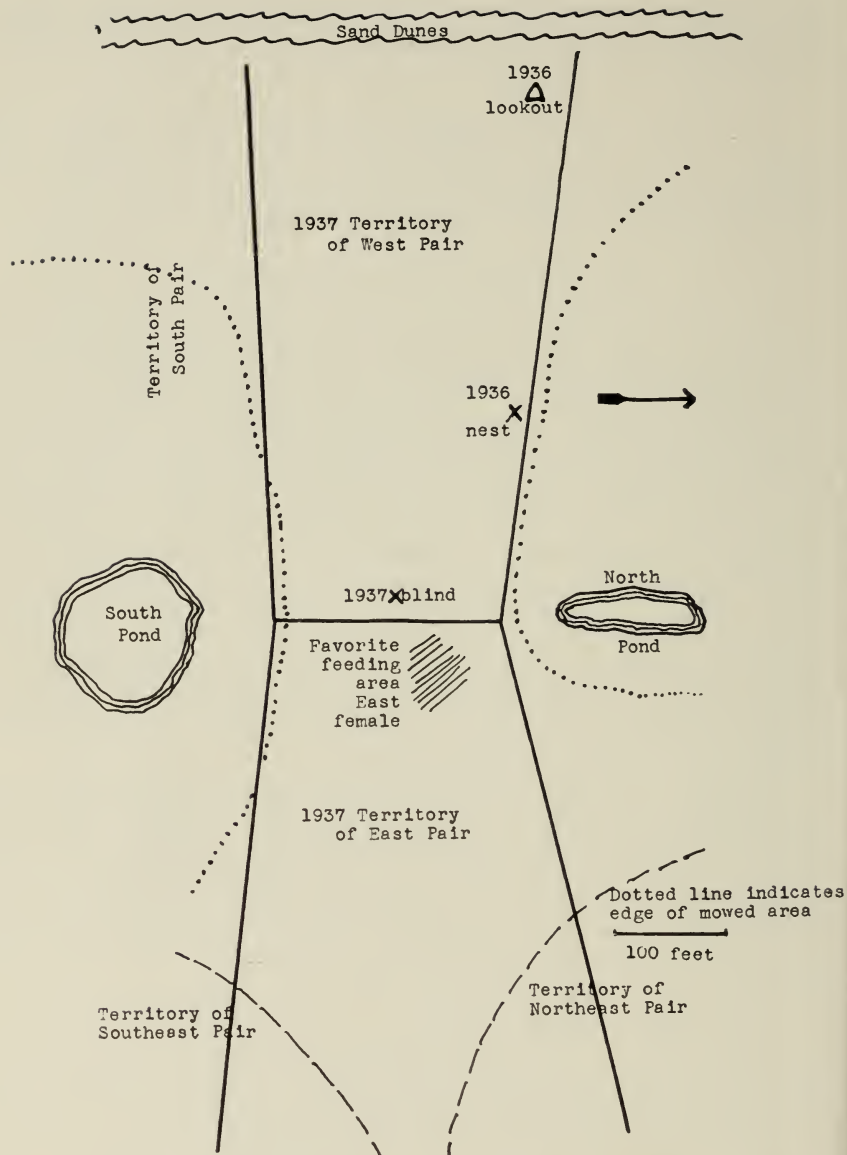 Sand Dunes
1936
lookout
1937 Territory
of West Pair
Territory of
South Pair
1936
nest
South
Pond
1937 blind
North
Pond
Favorite
feeding
area
East
female
1937 Territory
of East Pair
Dotted line indicates
edge of mowed area
100 feet
Territory of
Southeast Pair
Territory of
Northeast Pair